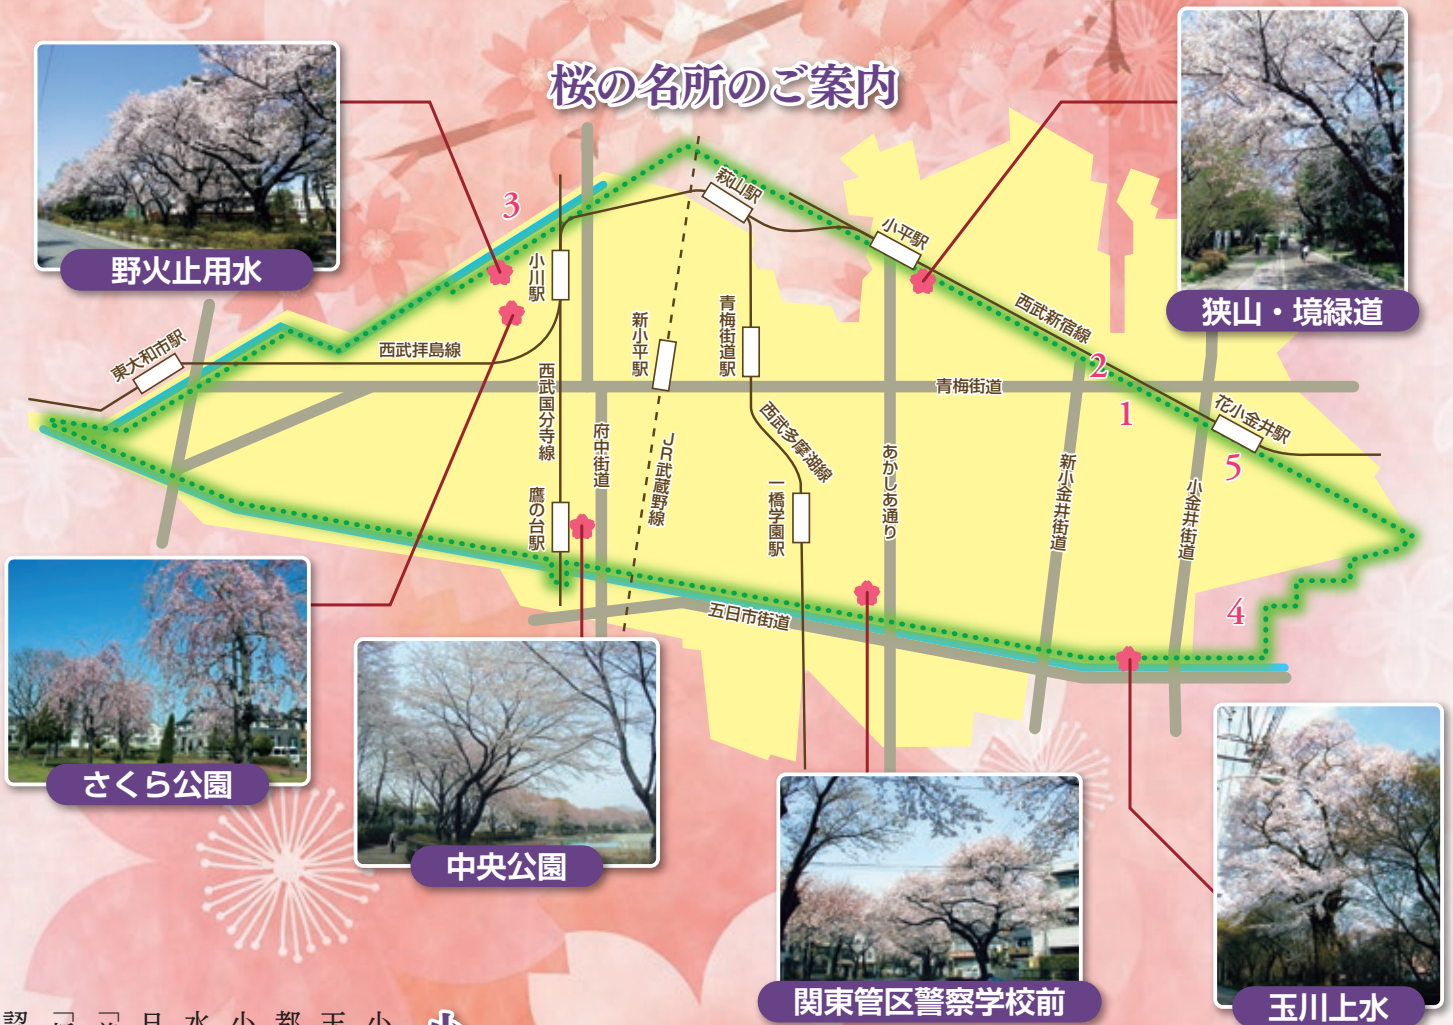 桜の名所のご案内
野火止用水
狭山・境緑道
3
萩山駅
小平駅
小川駅
西武新宿線
東大和市駅
西武拝島線
新小平駅
青梅街道駅
2
青梅街道
1
花小金井駅
西武国分寺線
府中街道
JR武蔵野線
西武多摩湖線
あかしあ通り
新小金井街道
小金井街道
5
鷹の台駅
一橋学園駅
五日市街道
4
さくら公園
中央公園
関東管区警察学校前
玉川上水